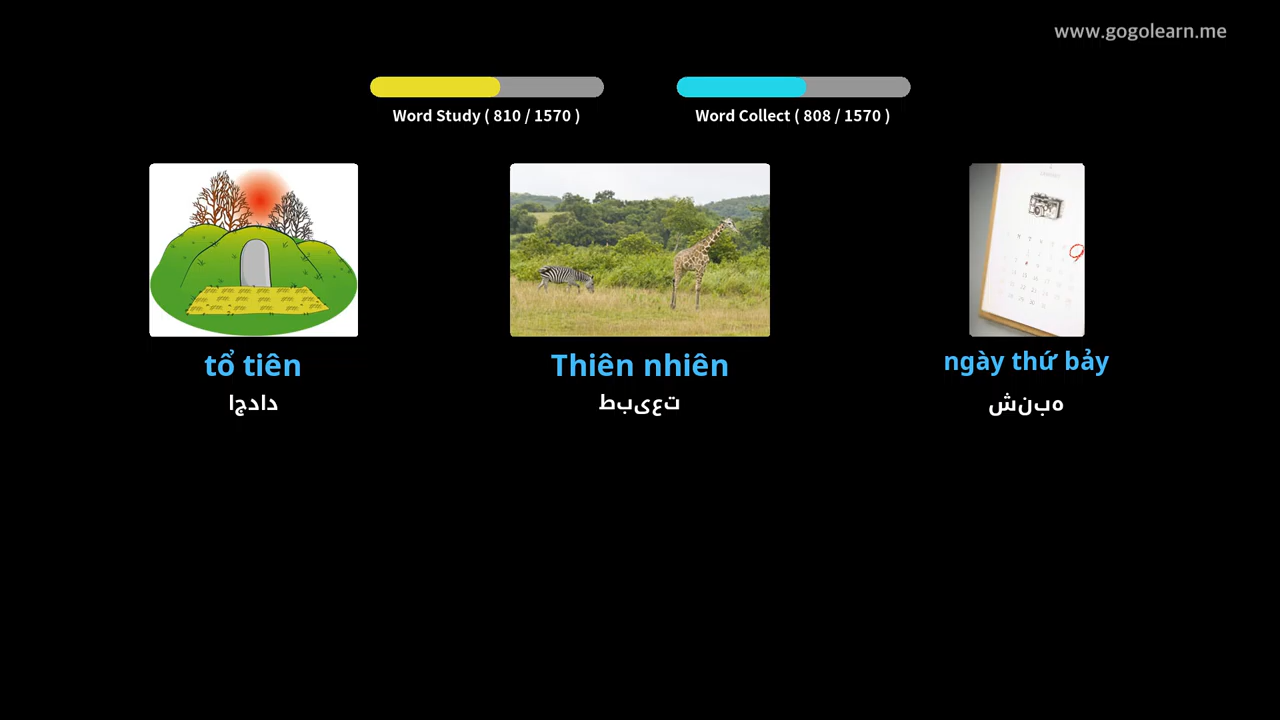 www.gogolearn.me
Word Study ( 810 / 1570 )
Word Collect ( 808 / 1570 )
tổ tiên
Thiên nhiên
ngày thứ bảy
اجداد
طبیعت
شنبه